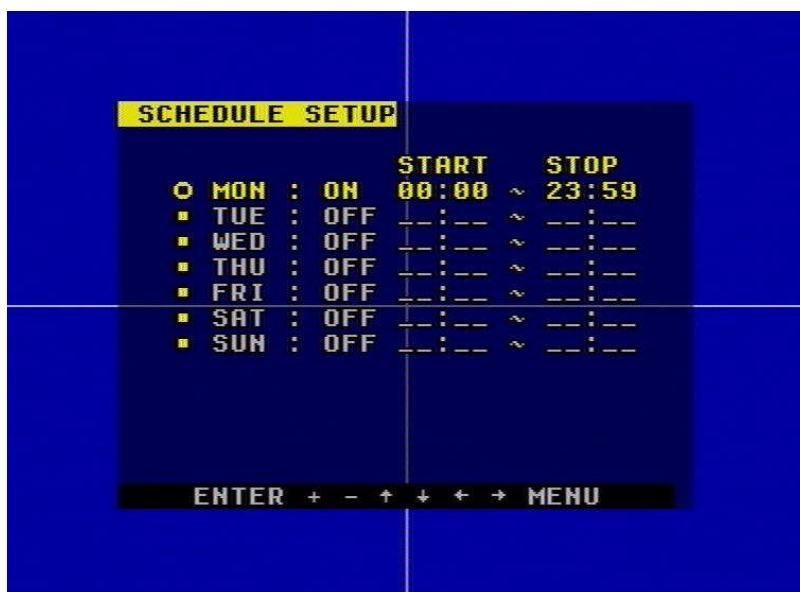 SCHEDULE SETUP
START STOP
MON : ON 00:00 ~ 23:59
TUE : OFF __:__ ~ __:__
WED : OFF __:__ ~ __:__
THU : OFF __:__ ~ __:__
FRI : OFF __:__ ~ __:__
SAT : OFF __:__ ~ __:__
SUN : OFF __:__ ~ __:__
ENTER + - ↑ ↓ ← → MENU